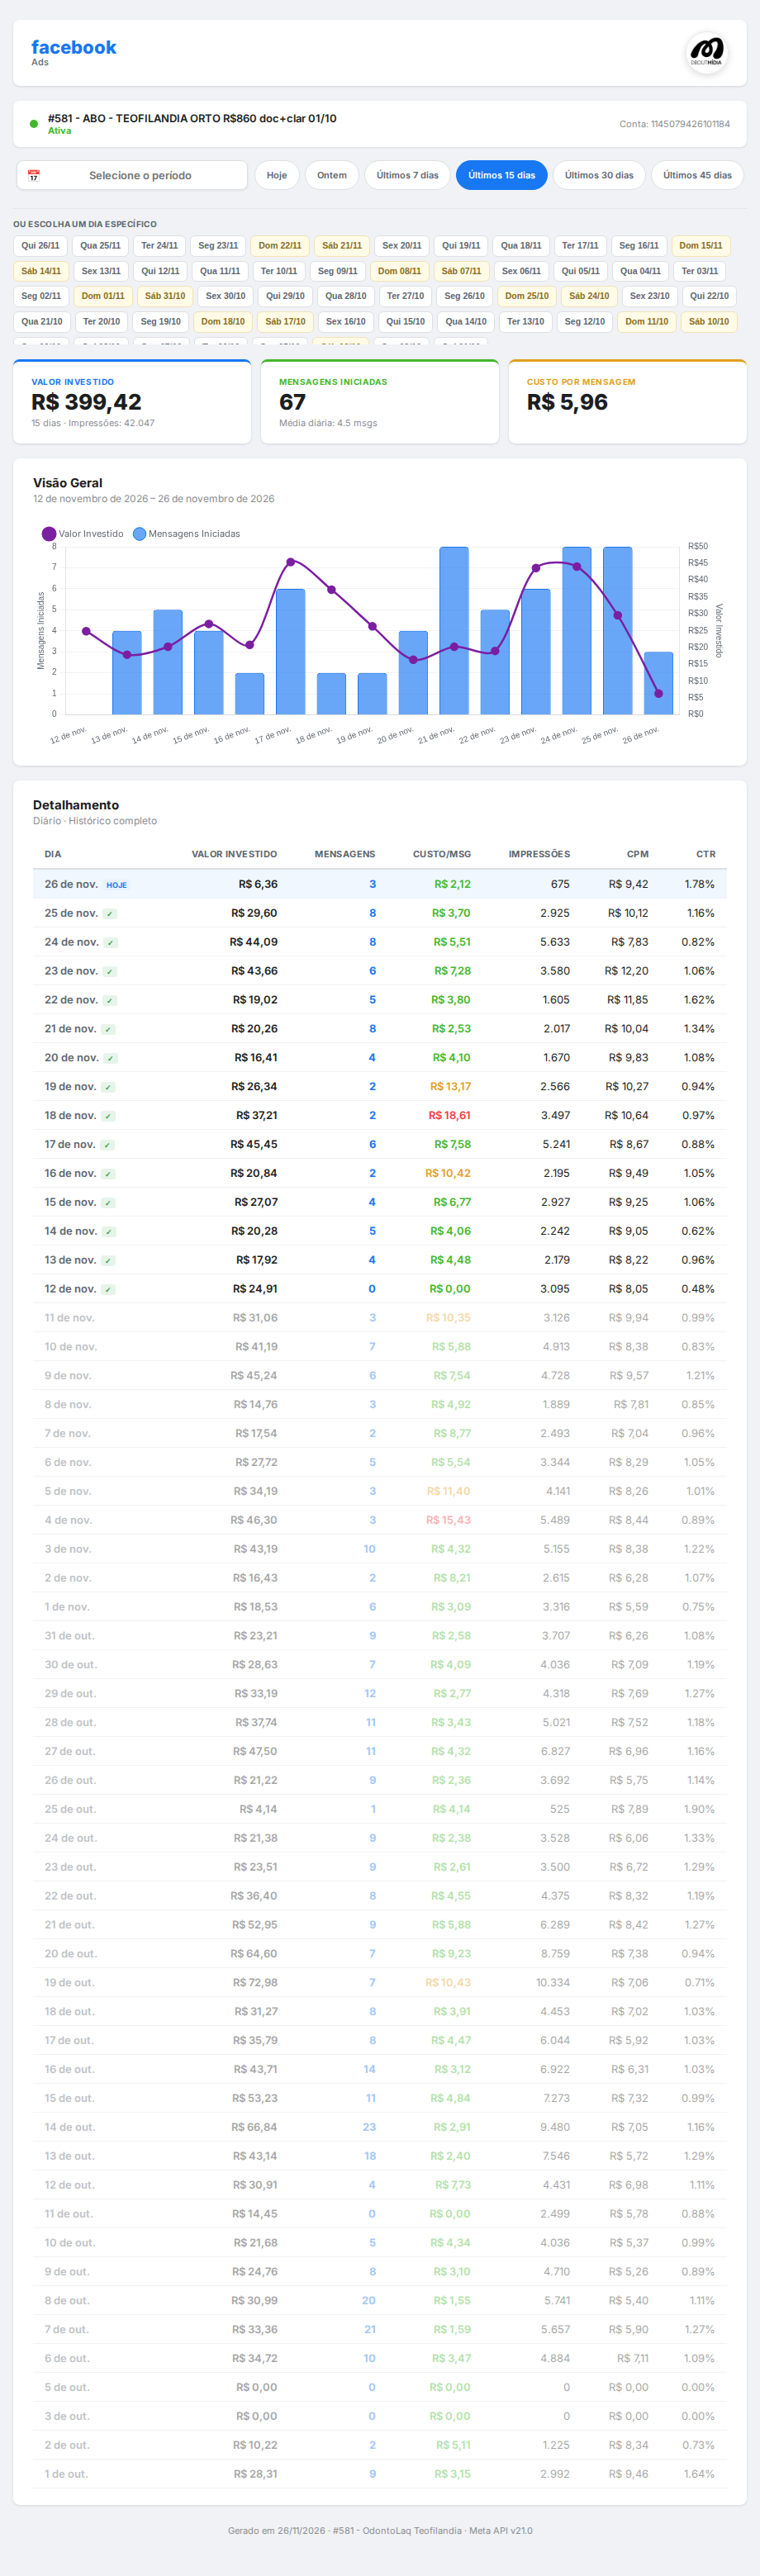 facebook
Ads
DEBOUTMIDIA
#581 - ABO - TEOFILANDIA ORTO R$860 doc+clar 01/10
Ativa
Conta: 1145079426101184
Selecione o período
Hoje
Ontem
Últimos 7 dias
Últimos 15 dias
Últimos 30 dias
Últimos 45 dias
OU ESCOLHA UM DIA ESPECÍFICO
Qui 26/11 Qua 25/11 Ter 24/11 Seg 23/11 Dom 22/11 Sáb 21/11 Sex 20/11 Qui 19/11 Qua 18/11 Ter 17/11 Seg 16/11 Dom 15/11
Sáb 14/11 Sex 13/11 Qui 12/11 Qua 11/11 Ter 10/11 Seg 09/11 Dom 08/11 Sáb 07/11 Sex 06/11 Qui 05/11 Qua 04/11 Ter 03/11
Seg 02/11 Dom 01/11 Sáb 31/10 Sex 30/10 Qui 29/10 Qua 28/10 Ter 27/10 Seg 26/10 Dom 25/10 Sáb 24/10 Sex 23/10 Qui 22/10
Qua 21/10 Ter 20/10 Seg 19/10 Dom 18/10 Sáb 17/10 Sex 16/10 Qui 15/10 Qua 14/10 Ter 13/10 Seg 12/10 Dom 11/10 Sáb 10/10
VALOR INVESTIDO
R$ 399,42
15 dias · Impressões: 42.047
MENSAGENS INICIADAS
67
Média diária: 4.5 msgs
CUSTO POR MENSAGEM
R$ 5,96
Visão Geral
12 de novembro de 2026 – 26 de novembro de 2026
Valor Investido Mensagens Iniciadas
Mensagens Iniciadas
8
7
6
5
4
3
2
1
0
R$50
R$45
R$40
R$35
R$30
R$25
R$20
R$15
R$10
R$5
R$0
Valor Investido
12 de nov. 13 de nov. 14 de nov. 15 de nov. 16 de nov. 17 de nov. 18 de nov. 19 de nov. 20 de nov. 21 de nov. 22 de nov. 23 de nov. 24 de nov. 25 de nov. 26 de nov.
Detalhamento
Diário · Histórico completo
DIA VALOR INVESTIDO MENSAGENS CUSTO/MSG IMPRESSÕES CPM CTR
26 de nov. HOJE R$ 6,36 3 R$ 2,12 675 R$ 9,42 1.78%
25 de nov. ✓ R$ 29,60 8 R$ 3,70 2.925 R$ 10,12 1.16%
24 de nov. ✓ R$ 44,09 8 R$ 5,51 5.633 R$ 7,83 0.82%
23 de nov. ✓ R$ 43,66 6 R$ 7,28 3.580 R$ 12,20 1.06%
22 de nov. ✓ R$ 19,02 5 R$ 3,80 1.605 R$ 11,85 1.62%
21 de nov. ✓ R$ 20,26 8 R$ 2,53 2.017 R$ 10,04 1.34%
20 de nov. ✓ R$ 16,41 4 R$ 4,10 1.670 R$ 9,83 1.08%
19 de nov. ✓ R$ 26,34 2 R$ 13,17 2.566 R$ 10,27 0.94%
18 de nov. ✓ R$ 37,21 2 R$ 18,61 3.497 R$ 10,64 0.97%
17 de nov. ✓ R$ 45,45 6 R$ 7,58 5.241 R$ 8,67 0.88%
16 de nov. ✓ R$ 20,84 2 R$ 10,42 2.195 R$ 9,49 1.05%
15 de nov. ✓ R$ 27,07 4 R$ 6,77 2.927 R$ 9,25 1.06%
14 de nov. ✓ R$ 20,28 5 R$ 4,06 2.242 R$ 9,05 0.62%
13 de nov. ✓ R$ 17,92 4 R$ 4,48 2.179 R$ 8,22 0.96%
12 de nov. ✓ R$ 24,91 0 R$ 0,00 3.095 R$ 8,05 0.48%
11 de nov. R$ 31,06 3 R$ 10,35 3.126 R$ 9,94 0.99%
10 de nov. R$ 41,19 7 R$ 5,88 4.913 R$ 8,38 0.83%
9 de nov. R$ 45,24 6 R$ 7,54 4.728 R$ 9,57 1.21%
8 de nov. R$ 14,76 3 R$ 4,92 1.889 R$ 7,81 0.85%
7 de nov. R$ 17,54 2 R$ 8,77 2.493 R$ 7,04 0.96%
6 de nov. R$ 27,72 5 R$ 5,54 3.344 R$ 8,29 1.05%
5 de nov. R$ 34,19 3 R$ 11,40 4.141 R$ 8,26 1.01%
4 de nov. R$ 46,30 3 R$ 15,43 5.489 R$ 8,44 0.89%
3 de nov. R$ 43,19 10 R$ 4,32 5.155 R$ 8,38 1.22%
2 de nov. R$ 16,43 2 R$ 8,21 2.615 R$ 6,28 1.07%
1 de nov. R$ 18,53 6 R$ 3,09 3.316 R$ 5,59 0.75%
31 de out. R$ 23,21 9 R$ 2,58 3.707 R$ 6,26 1.08%
30 de out. R$ 28,63 7 R$ 4,09 4.036 R$ 7,09 1.19%
29 de out. R$ 33,19 12 R$ 2,77 4.318 R$ 7,69 1.27%
28 de out. R$ 37,74 11 R$ 3,43 5.021 R$ 7,52 1.18%
27 de out. R$ 47,50 11 R$ 4,32 6.827 R$ 6,96 1.16%
26 de out. R$ 21,22 9 R$ 2,36 3.692 R$ 5,75 1.14%
25 de out. R$ 4,14 1 R$ 4,14 525 R$ 7,89 1.90%
24 de out. R$ 21,38 9 R$ 2,38 3.528 R$ 6,06 1.33%
23 de out. R$ 23,51 9 R$ 2,61 3.500 R$ 6,72 1.29%
22 de out. R$ 36,40 8 R$ 4,55 4.375 R$ 8,32 1.19%
21 de out. R$ 52,95 9 R$ 5,88 6.289 R$ 8,42 1.27%
20 de out. R$ 64,60 7 R$ 9,23 8.759 R$ 7,38 0.94%
19 de out. R$ 72,98 7 R$ 10,43 10.334 R$ 7,06 0.71%
18 de out. R$ 31,27 8 R$ 3,91 4.453 R$ 7,02 1.03%
17 de out. R$ 35,79 8 R$ 4,47 6.044 R$ 5,92 1.03%
16 de out. R$ 43,71 14 R$ 3,12 6.922 R$ 6,31 1.03%
15 de out. R$ 53,23 11 R$ 4,84 7.273 R$ 7,32 0.99%
14 de out. R$ 66,84 23 R$ 2,91 9.480 R$ 7,05 1.16%
13 de out. R$ 43,14 18 R$ 2,40 7.546 R$ 5,72 1.29%
12 de out. R$ 30,91 4 R$ 7,73 4.431 R$ 6,98 1.11%
11 de out. R$ 14,45 0 R$ 0,00 2.499 R$ 5,78 0.88%
10 de out. R$ 21,68 5 R$ 4,34 4.036 R$ 5,37 0.99%
9 de out. R$ 24,76 8 R$ 3,10 4.710 R$ 5,26 0.89%
8 de out. R$ 30,99 20 R$ 1,55 5.741 R$ 5,40 1.11%
7 de out. R$ 33,36 21 R$ 1,59 5.657 R$ 5,90 1.27%
6 de out. R$ 34,72 10 R$ 3,47 4.884 R$ 7,11 1.09%
5 de out. R$ 0,00 0 R$ 0,00 0 R$ 0,00 0.00%
3 de out. R$ 0,00 0 R$ 0,00 0 R$ 0,00 0.00%
2 de out. R$ 10,22 2 R$ 5,11 1.225 R$ 8,34 0.73%
1 de out. R$ 28,31 9 R$ 3,15 2.992 R$ 9,46 1.64%
Gerado em 26/11/2026 · #581 - OdontoLaq Teofilandia · Meta API v21.0